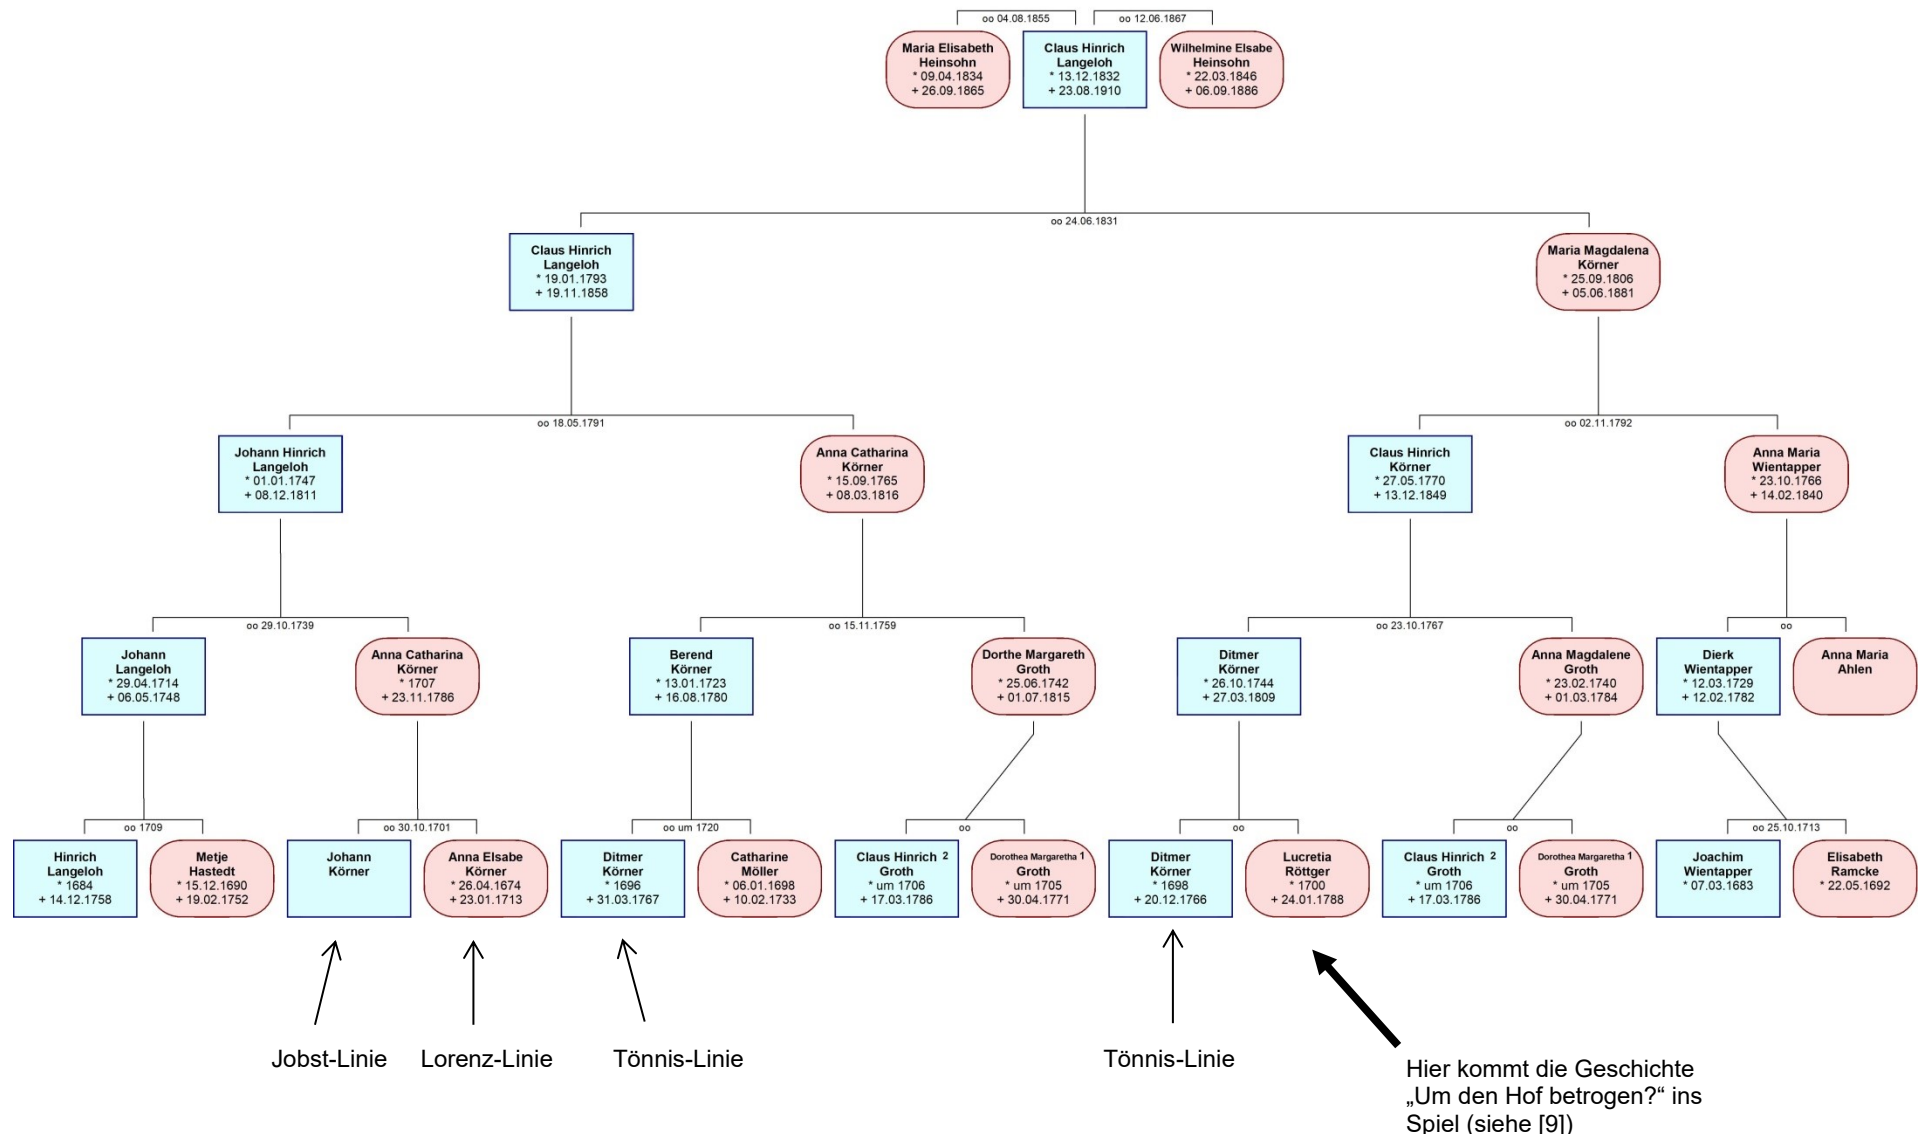 oo 04.08.1855
oo 12.06.1867
Maria Elisabeth
Heinsohn
* 09.04.1834
+ 26.09.1865
Claus Hinrich
Langeloh
* 13.12.1832
+ 23.08.1910
Wilhelmine Elsabe
Heinsohn
* 22.03.1846
+ 06.09.1886
oo 24.06.1831
Claus Hinrich
Langeloh
* 19.01.1793
+ 19.11.1858
Maria Magdalena
Körner
* 25.09.1806
+ 05.06.1881
oo 18.05.1791
oo 02.11.1792
Johann Hinrich
Langeloh
* 01.01.1747
+ 08.12.1811
Anna Catharina
Körner
* 15.09.1765
+ 08.03.1816
Claus Hinrich
Körner
* 27.05.1770
+ 13.12.1849
Anna Maria
Wientapper
* 23.10.1766
+ 14.02.1840
oo 29.10.1739
oo 15.11.1759
oo 23.10.1767
oo
Johann
Langeloh
* 29.04.1714
+ 06.05.1748
Anna Catharina
Körner
* 1707
+ 23.11.1786
Berend
Körner
* 13.01.1723
+ 16.08.1780
Dorthe Margareth
Groth
* 25.06.1742
+ 01.07.1815
Ditmer
Körner
* 26.10.1744
+ 27.03.1809
Anna Magdalene
Groth
* 23.02.1740
+ 01.03.1784
Dierk
Wientapper
* 12.03.1729
+ 12.02.1782
Anna Maria
Ahlen
oo 1709
oo 30.10.1701
oo um 1720
oo
oo
oo
oo 25.10.1713
Hinrich
Langeloh
* 1684
+ 14.12.1758
Metje
Hastedt
* 15.12.1690
+ 19.02.1752
Johann
Körner
Anna Elsabe
Körner
* 26.04.1674
+ 23.01.1713
Ditmer
Körner
* 1696
+ 31.03.1767
Catharine
Möller
* 06.01.1698
+ 10.02.1733
Claus Hinrich 2
Groth
* um 1706
+ 17.03.1786
Dorothea Margaretha 1
Groth
* um 1705
+ 30.04.1771
Ditmer
Körner
* 1698
+ 20.12.1766
Lucretia
Röttger
* 1700
+ 24.01.1788
Claus Hinrich 2
Groth
* um 1706
+ 17.03.1786
Dorothea Margaretha 1
Groth
* um 1705
+ 30.04.1771
Joachim
Wientapper
* 07.03.1683
Elisabeth
Ramcke
* 22.05.1692
Jobst-Linie
Lorenz-Linie
Tönnis-Linie
Tönnis-Linie
Hier kommt die Geschichte
„Um den Hof betrogen?“ ins
Spiel (siehe [9])